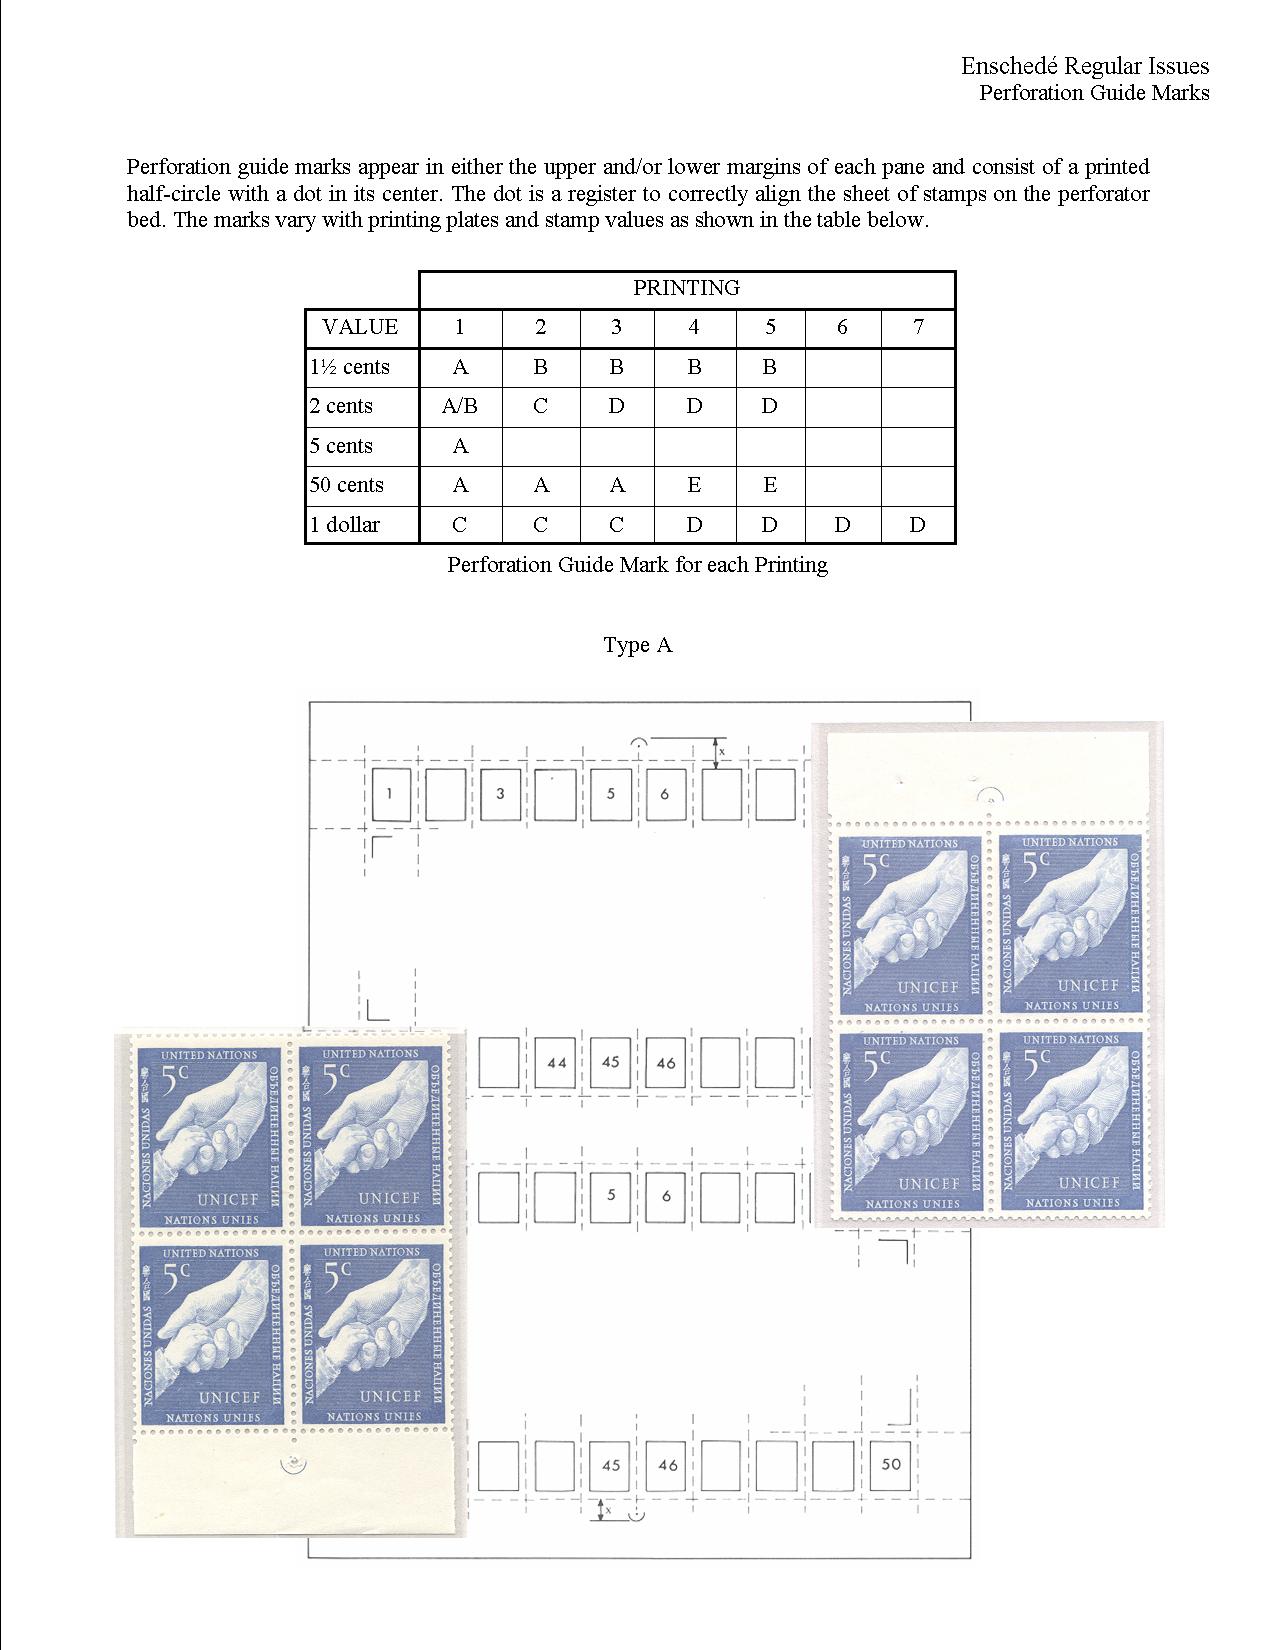 Enschedé Regular Issues
Perforation Guide Marks
Perforation guide marks appear in either the upper and/or lower margins of each pane and consist of a printed
half-circle with a dot in its center. The dot is a register to correctly align the sheet of stamps on the perforator
bed. The marks vary with printing plates and stamp values as shown in the table below.
PRINTING
VALUE 1 2 3 4 5 6 7
1½ cents A B B B B
2 cents A/B C D D D
5 cents A
50 cents A A A E E
1 dollar C C C D D D D
Perforation Guide Mark for each Printing
Type A
x
1 3 5 6
UNITED NATIONS UNITED NATIONS
5c 5c
NACIONES UNIDAS ОБЪЕДИНЕННЫЕ НАЦИИ NACIONES UNIDAS ОБЪЕДИНЕННЫЕ НАЦИИ
UNICEF UNICEF
NATIONS UNIES NATIONS UNIES
UNITED NATIONS UNITED NATIONS
5c 5c
NACIONES UNIDAS ОБЪЕДИНЕННЫЕ НАЦИИ NACIONES UNIDAS ОБЪЕДИНЕННЫЕ НАЦИИ
UNICEF UNICEF
NATIONS UNIES NATIONS UNIES
44 45 46
5 6
UNITED NATIONS UNITED NATIONS
5c 5c
NACIONES UNIDAS ОБЪЕДИНЕННЫЕ НАЦИИ NACIONES UNIDAS ОБЪЕДИНЕННЫЕ НАЦИИ
UNICEF UNICEF
NATIONS UNIES NATIONS UNIES
UNITED NATIONS UNITED NATIONS
5c 5c
NACIONES UNIDAS ОБЪЕДИНЕННЫЕ НАЦИИ NACIONES UNIDAS ОБЪЕДИНЕННЫЕ НАЦИИ
UNICEF UNICEF
NATIONS UNIES NATIONS UNIES
45 46 50
x